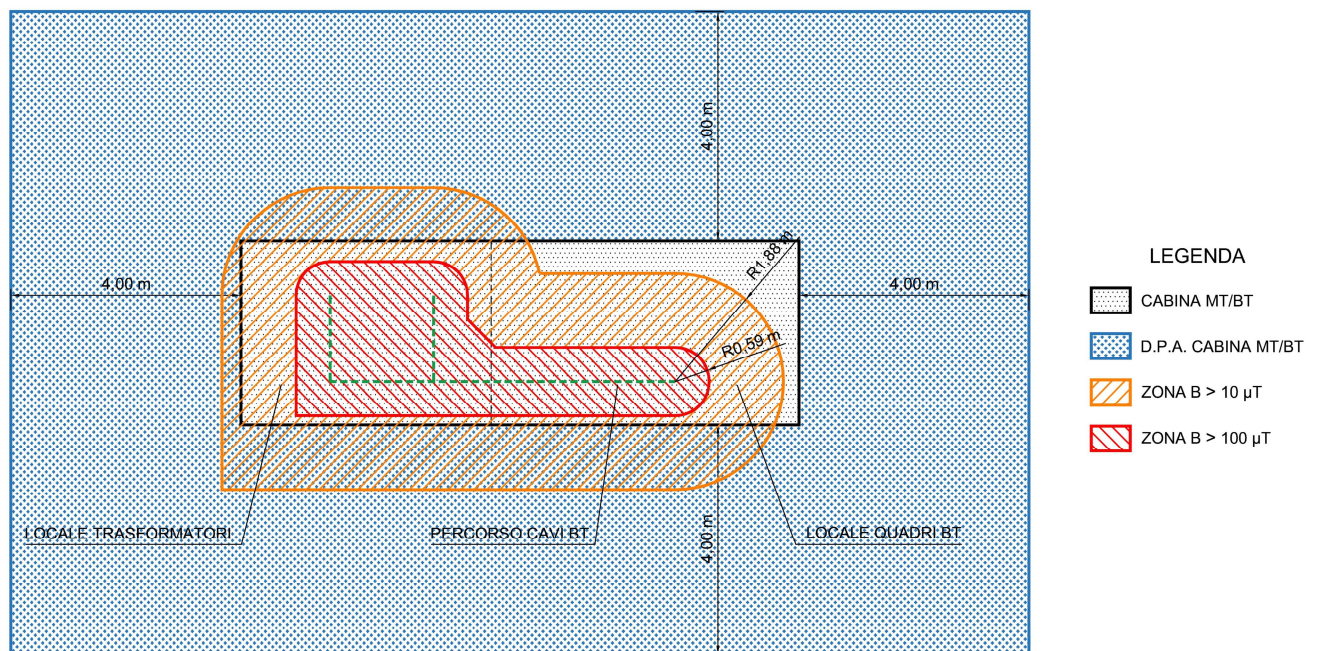 4.00 m
R1,88 m
4.00 m
4.00 m
R0,59 m
LOCALE TRASFORMATORI
PERCORSO CAVI BT
LOCALE QUADRI BT
4.00 m
LEGENDA
CABINA MT/BT
D.P.A. CABINA MT/BT
ZONA B > 10 µT
ZONA B > 100 µT